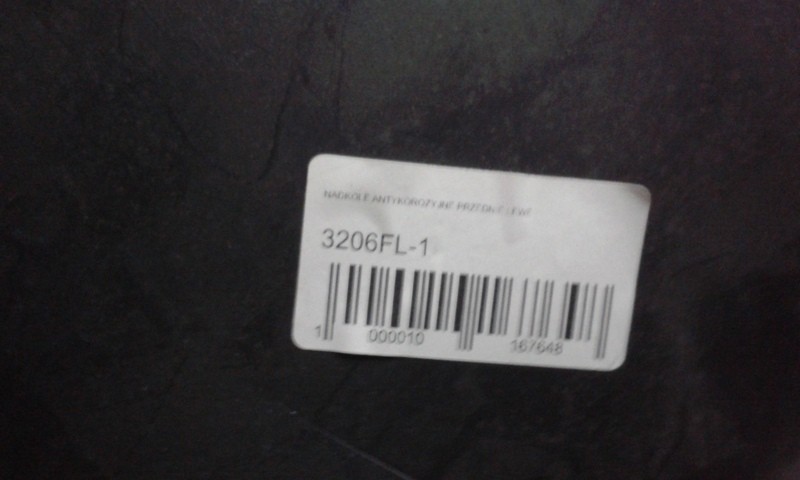 NADKOLE ANTYKOROZYJNE PRZEDNIE LEWE
3206FL-1
1 000010 167648